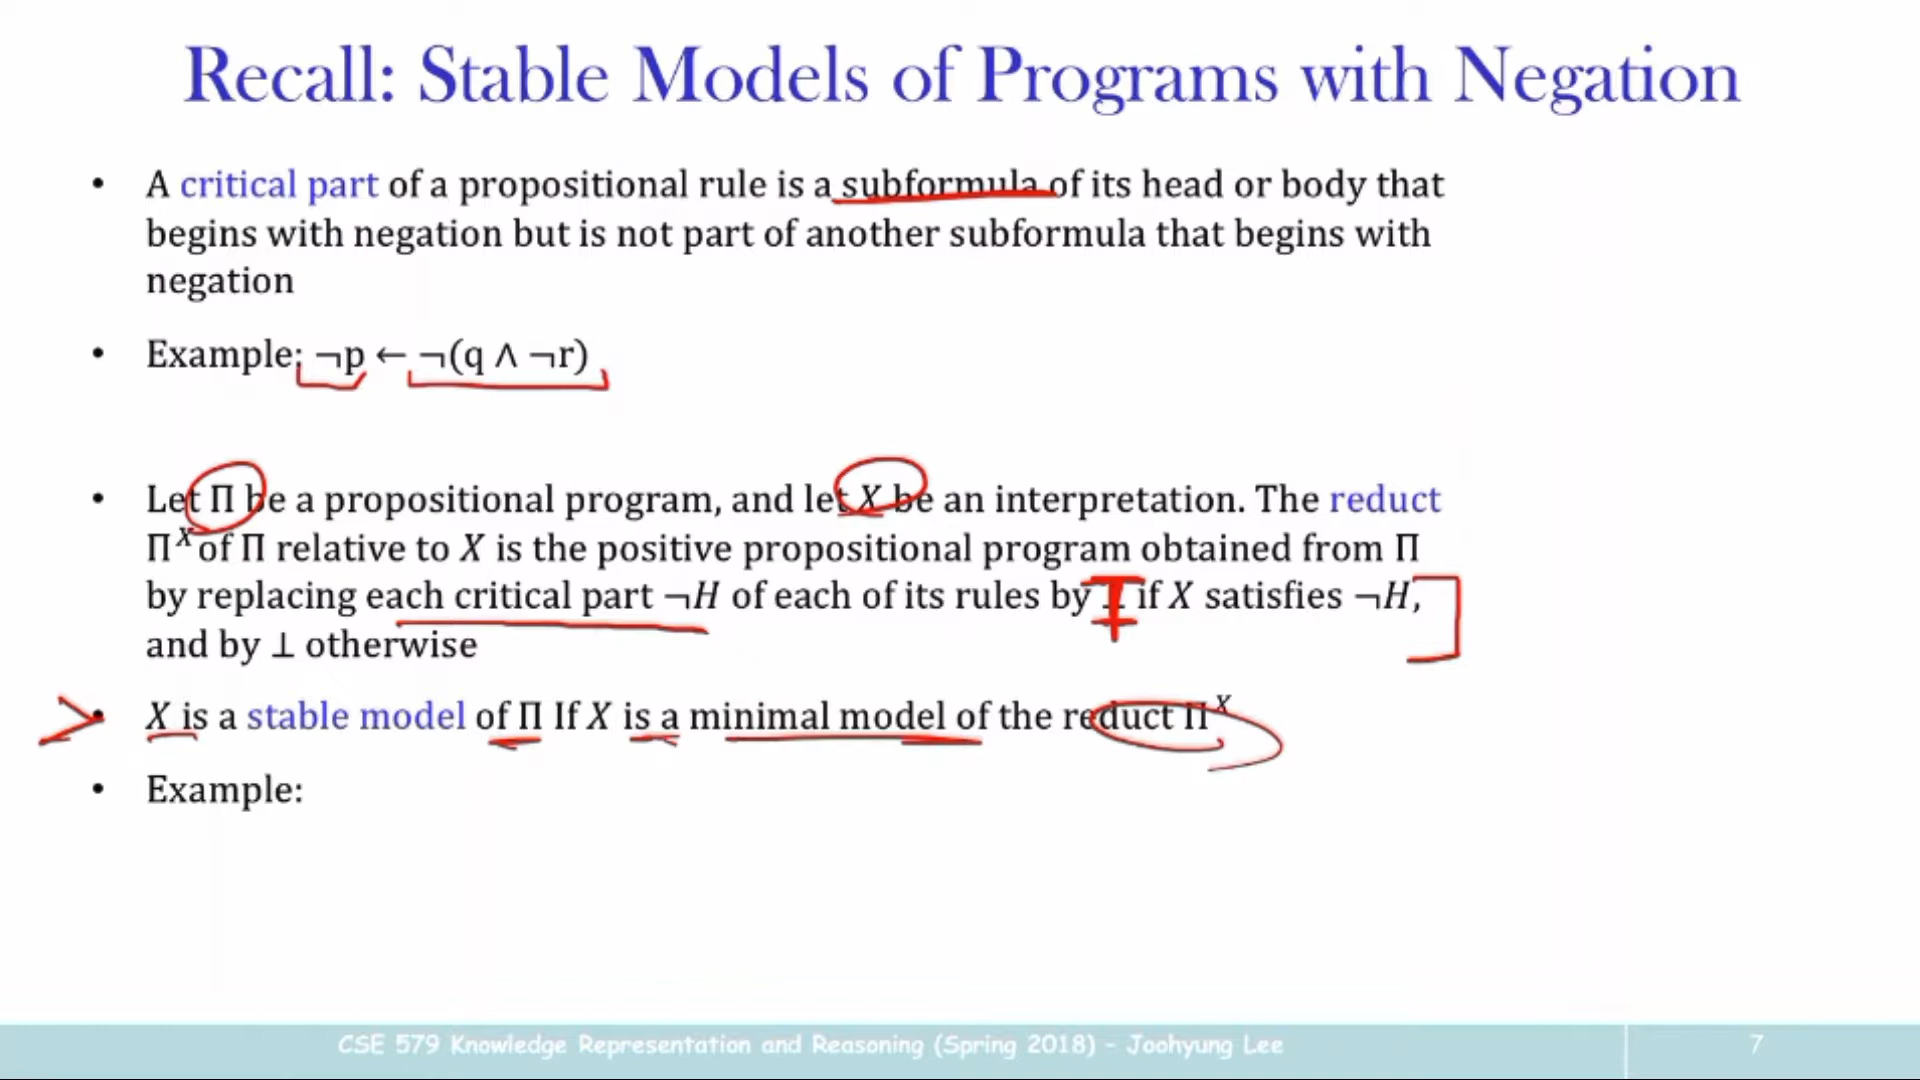 Recall: Stable Models of Programs with Negation
• A critical part of a propositional rule is a subformula of its head or body that
begins with negation but is not part of another subformula that begins with
negation
• Example: ¬p ← ¬(q ∧ ¬r)
• Let Π be a propositional program, and let X be an interpretation. The reduct
Π^X of Π relative to X is the positive propositional program obtained from Π
by replacing each critical part ¬H of each of its rules by ⊤ if X satisfies ¬H,
and by ⊥ otherwise
• X is a stable model of Π If X is a minimal model of the reduct Π^X
• Example:
CSE 579 Knowledge Representation and Reasoning (Spring 2018) - Joohyung Lee
7